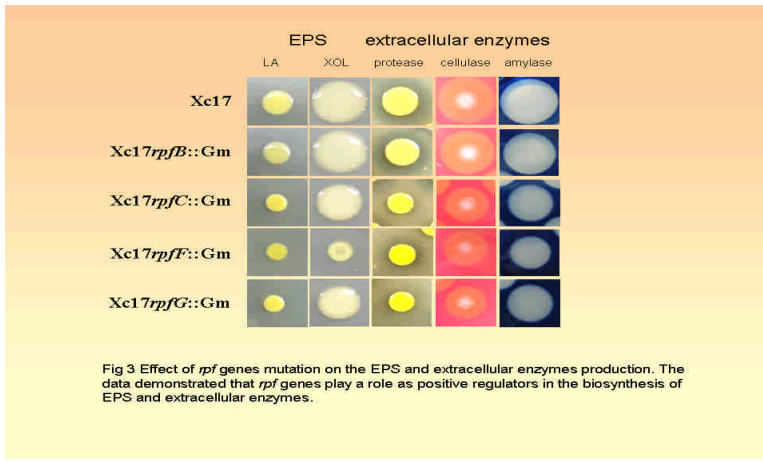 EPS extracellular enzymes
LA XOL protease cellulase amylase
Xc17
Xc17rpfB::Gm
Xc17rpfC::Gm
Xc17rpfF::Gm
Xc17rpfG::Gm
Fig 3 Effect of rpf genes mutation on the EPS and extracellular enzymes production. The
data demonstrated that rpf genes play a role as positive regulators in the biosynthesis of
EPS and extracellular enzymes.